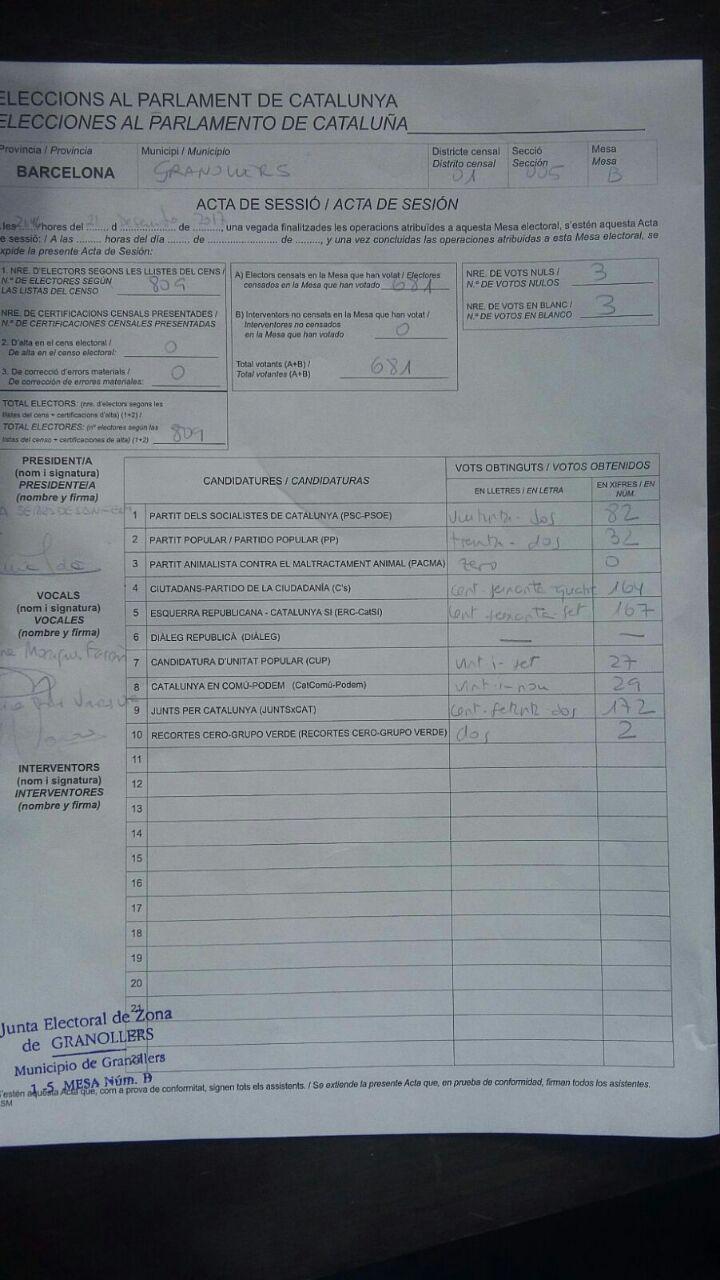 ELECCIONS AL PARLAMENT DE CATALUNYA
ELECCIONES AL PARLAMENTO DE CATALUÑA
Provincia / Provincia
BARCELONA
Municipi / Municipio
GRANOLLERS
Districte censal
Distrito censal
01
Secció
Sección
005
Mesa
Mesa
B
ACTA DE SESSIÓ / ACTA DE SESIÓN
les hores del 21 d Desembre de 2017, una vegada finalitzades les operacions atribuïdes a aquesta Mesa electoral, s'estén aquesta Acta
de sessió: / A las ......... horas del día ....... de ....................... de ........, y una vez concluidas las operaciones atribuidas a esta Mesa electoral, se
expide la presente Acta de Sesión:
1. NRE. D'ELECTORS SEGONS LES LLISTES DEL CENS /
N.º DE ELECTORES SEGÚN
LAS LISTAS DEL CENSO 809
NRE. DE CERTIFICACIONS CENSALS PRESENTADES /
N.º DE CERTIFICACIONES CENSALES PRESENTADAS
2. D'alta en el cens electoral /
De alta en el censo electoral: 0
3. De correcció d'errors materials /
De corrección de errores materiales: 0
TOTAL ELECTORS: (nre. d'electors segons les
llistes del cens + certificacions d'alta) (1+2) /
TOTAL ELECTORES: (nº electores según las
listas del censo + certificaciones de alta) (1+2) 809
A) Electors censats en la Mesa que han votat / Electores
censados en la Mesa que han votado 681
B) Interventors no censats en la Mesa que han votat /
Interventores no censados
en la Mesa que han votado 0
Total votants (A+B) /
Total votantes (A+B) 681
NRE. DE VOTS NULS /
N.º DE VOTOS NULOS 3
NRE. DE VOTS EN BLANC /
N.º DE VOTOS EN BLANCO 3
PRESIDENT/A
(nom i signatura)
PRESIDENTE/A
(nombre y firma)
VOCALS
(nom i signatura)
VOCALES
(nombre y firma)
INTERVENTORS
(nom i signatura)
INTERVENTORES
(nombre y firma)
CANDIDATURES / CANDIDATURAS
VOTS OBTINGUTS / VOTOS OBTENIDOS
EN LLETRES / EN LETRA
EN XIFRES / EN NÚM.
1 PARTIT DELS SOCIALISTES DE CATALUNYA (PSC-PSOE) vuitanta-dos 82
2 PARTIT POPULAR / PARTIDO POPULAR (PP) trenta-dos 32
3 PARTIT ANIMALISTA CONTRA EL MALTRACTAMENT ANIMAL (PACMA) zero 0
4 CIUTADANS-PARTIDO DE LA CIUDADANÍA (C's) cent-seixanta quatre 164
5 ESQUERRA REPUBLICANA - CATALUNYA SI (ERC-CatSI) Cent seixanta-set 167
6 DIÀLEG REPUBLICÀ (DIÀLEG) — —
7 CANDIDATURA D'UNITAT POPULAR (CUP) vint-i-set 27
8 CATALUNYA EN COMÚ-PODEM (CatComú-Podem) vint-i-nou 29
9 JUNTS PER CATALUNYA (JUNTSxCAT) Cent-setanta-dos 172
10 RECORTES CERO-GRUPO VERDE (RECORTES CERO-GRUPO VERDE) dos 2
11
12
13
14
15
16
17
18
19
20
21
Junta Electoral de Zona
de GRANOLLERS
Municipio de Granollers
1-5 MESA Núm. B
S'estén aquesta Acta que, com a prova de conformitat, signen tots els assistents. / Se extiende la presente Acta que, en prueba de conformidad, firman todos los asistentes.
SM